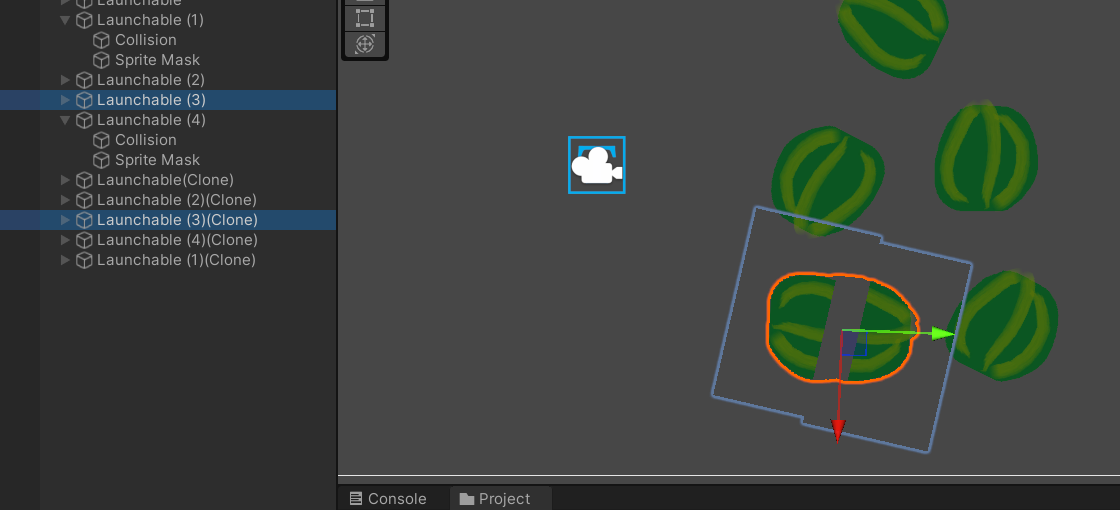 Launchable
Launchable (1)
Collision
Sprite Mask
Launchable (2)
Launchable (3)
Launchable (4)
Collision
Sprite Mask
Launchable(Clone)
Launchable (2)(Clone)
Launchable (3)(Clone)
Launchable (4)(Clone)
Launchable (1)(Clone)
Console
Project